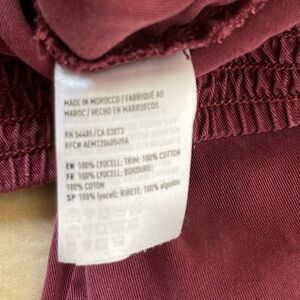 MADE IN MOROCCO / FABRIQUÉ AU
MAROC / HECHO EN MARRUECOS
RN 54485 / CA 03873
RFC# AEMT2960509A
EN 100% LYOCELL; TRIM: 100% COTTON
FR 100% LYOCELL; BORDURE:
100% COTON
SP 100% lyocell; RIBETE: 100% algodón